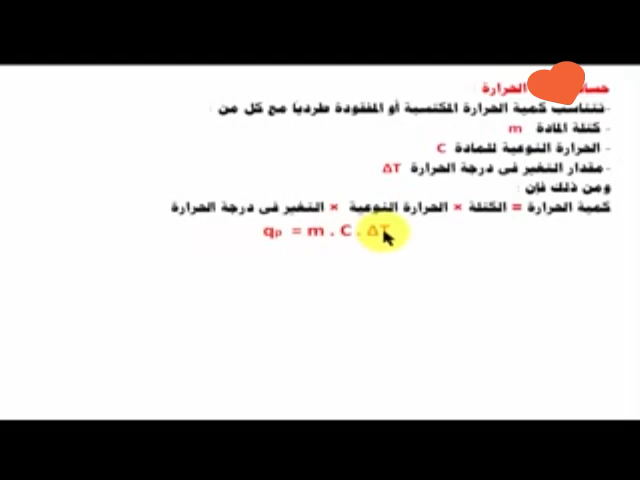 حساب الحرارة
-تتناسب كمية الحرارة المكتسبة أو المفقودة طرديا مع كل من :
- كتلة المادة m
- الحرارة النوعية للمادة C
-مقدار التغير فى درجة الحرارة ΔT
ومن ذلك فإن :
كمية الحرارة = الكتلة × الحرارة النوعية × التغير فى درجة الحرارة
qₚ = m . C . ΔT